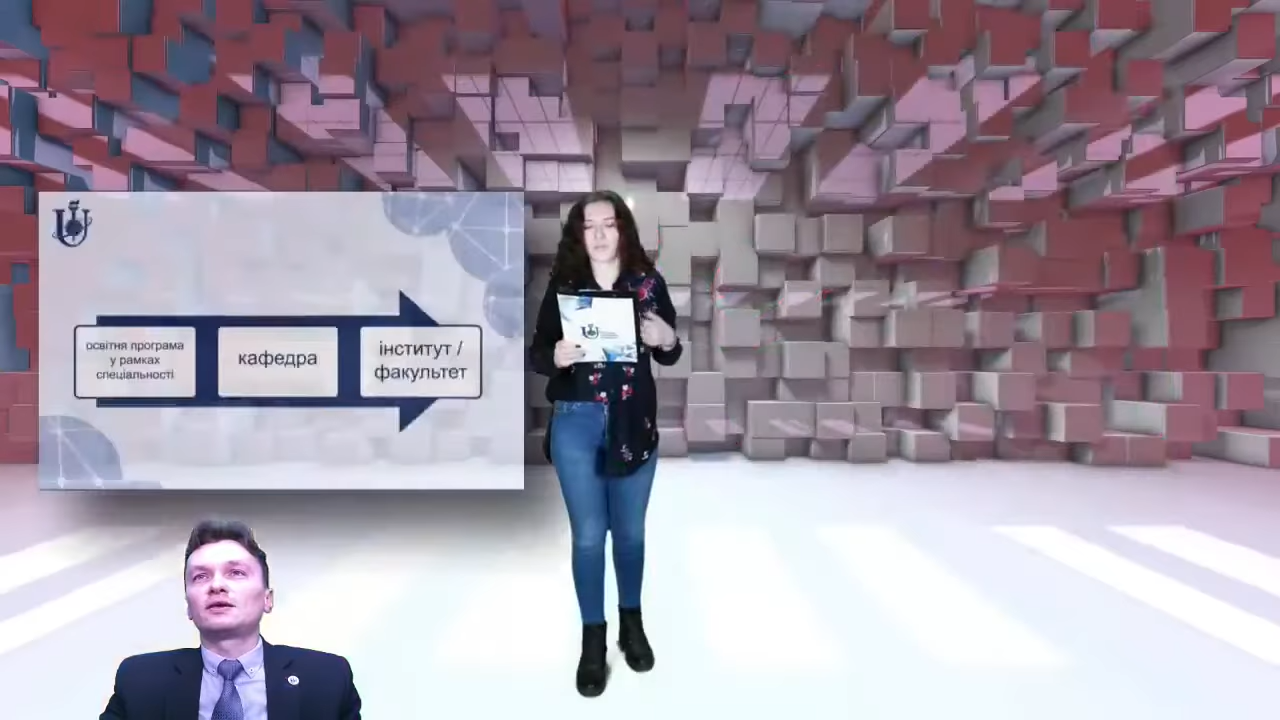 освітня програма
у рамках
спеціальності
кафедра
інститут /
факультет